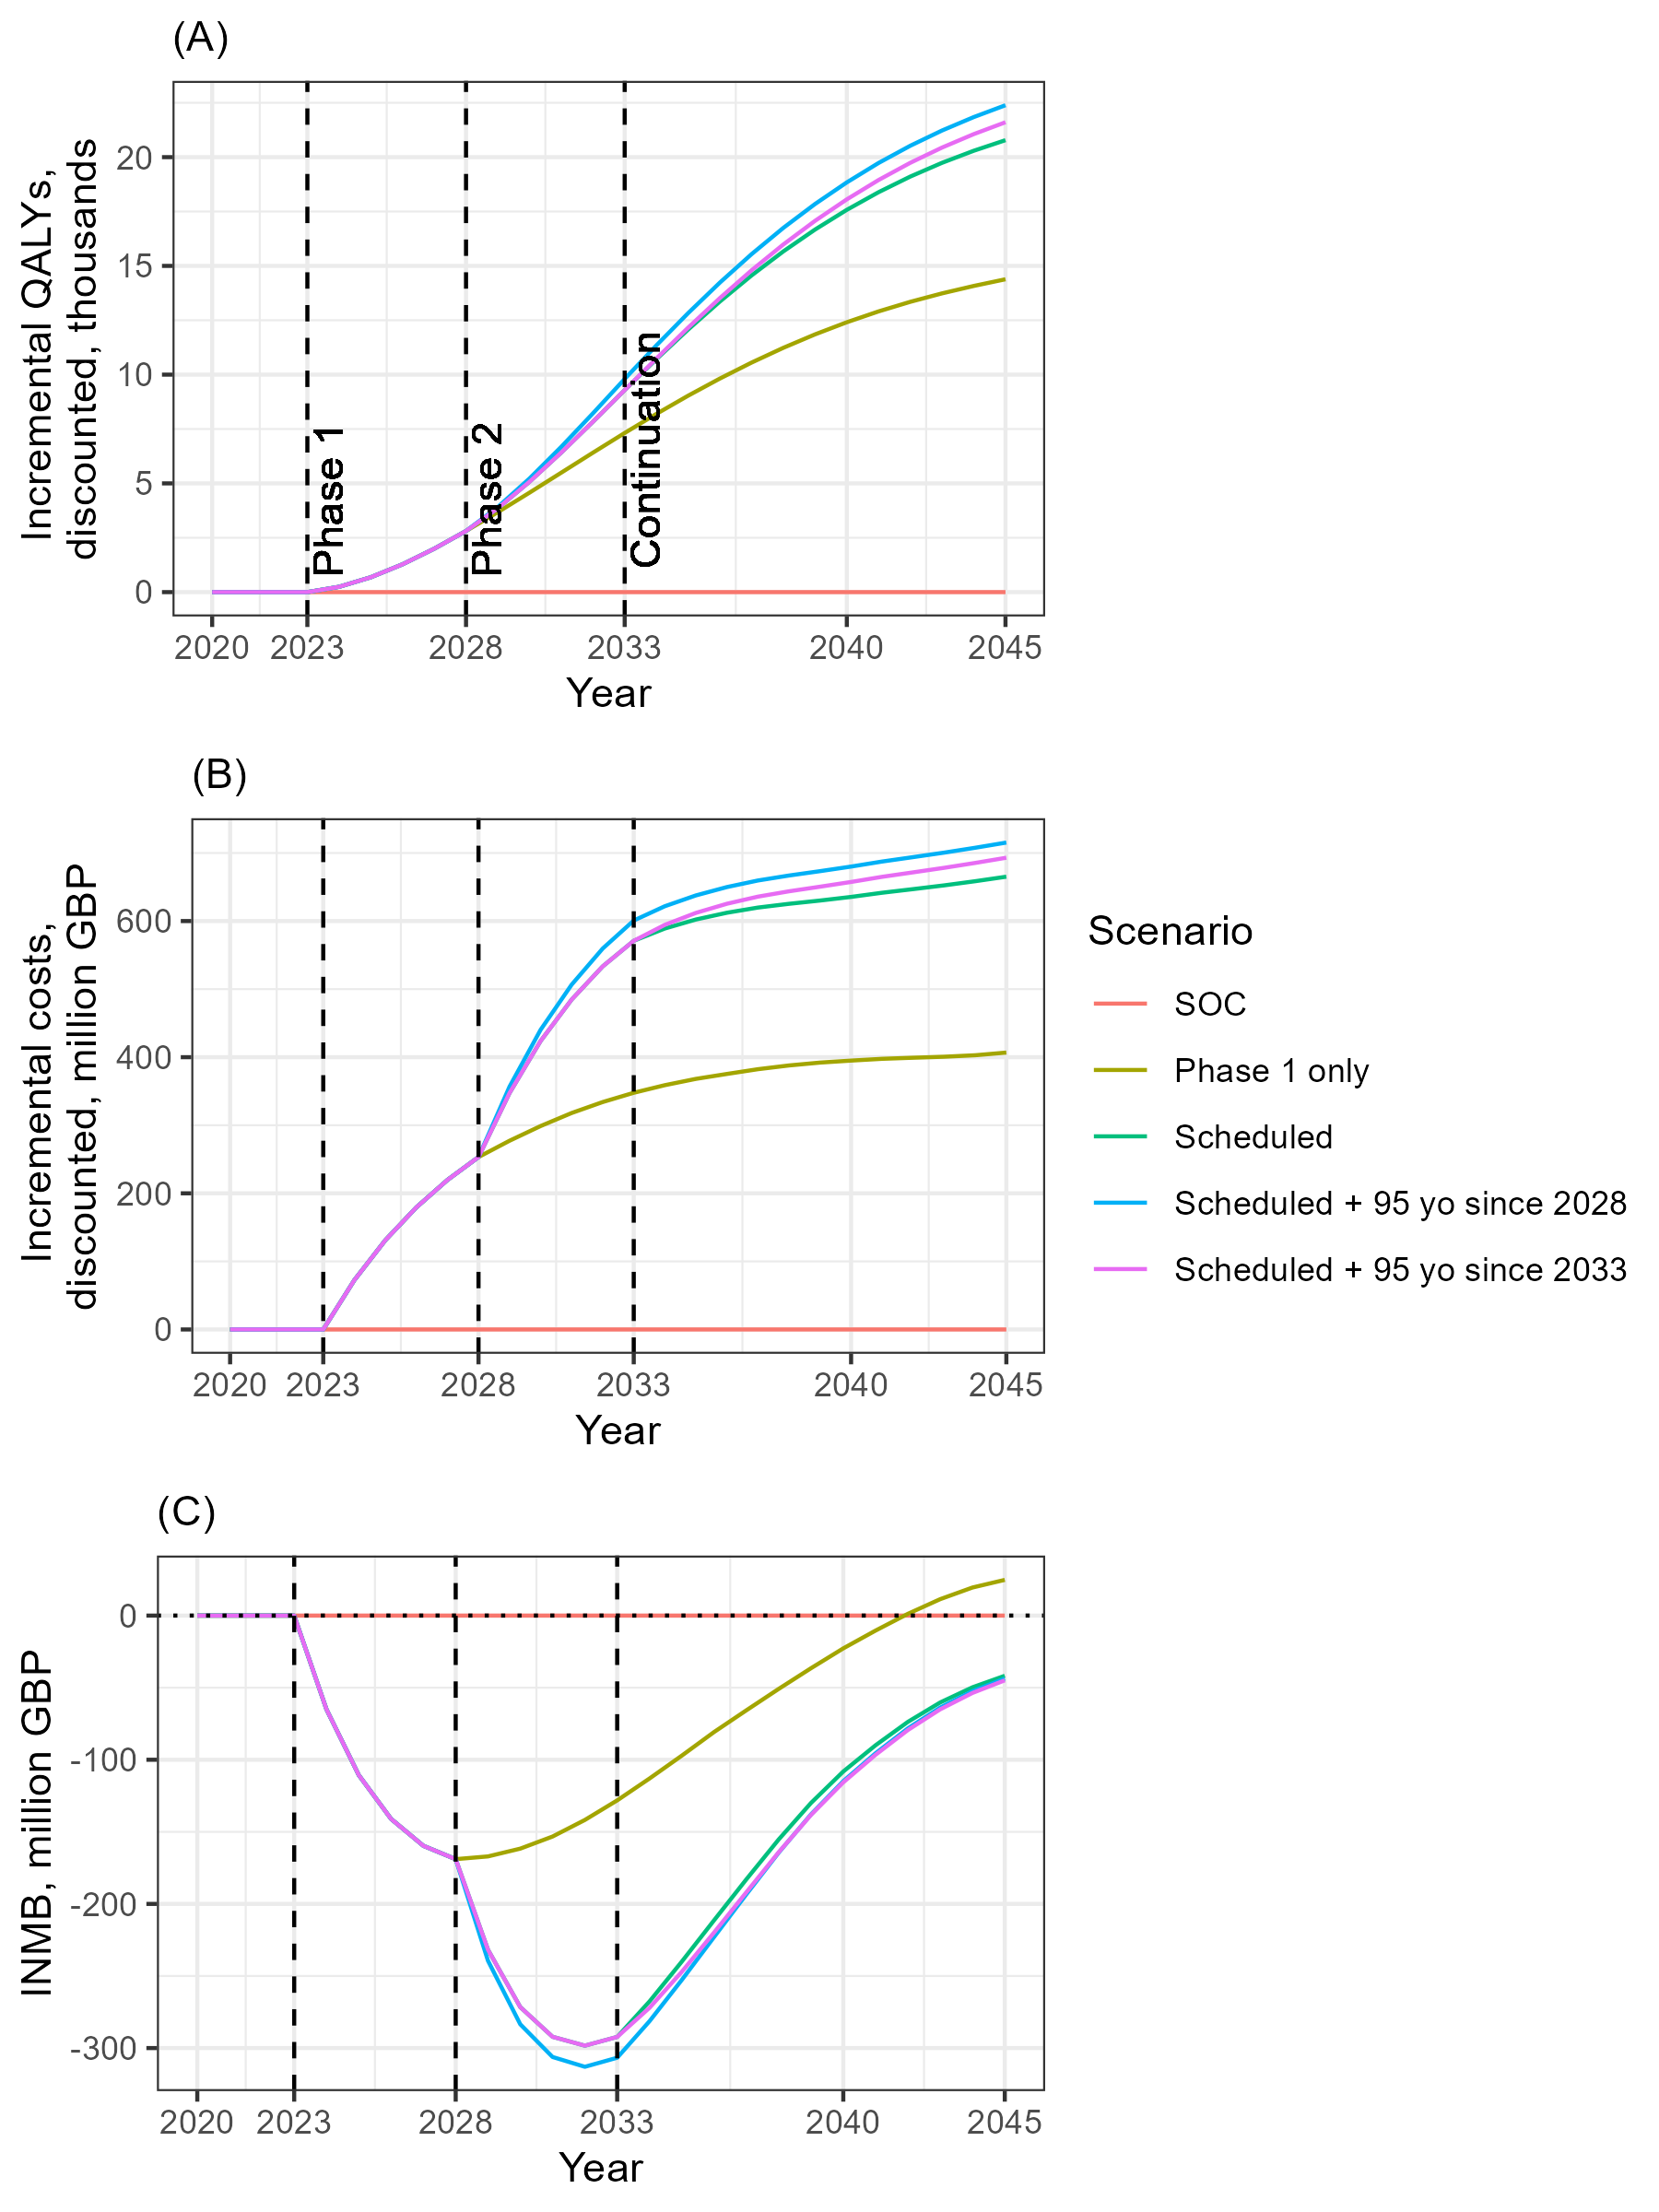 (A)
Incremental QALYs,
discounted, thousands
20
15
10
5
0
Phase 1
Phase 2
Continuation
2020 2023 2028 2033 2040 2045
Year
(B)
Incremental costs,
discounted, million GBP
600
400
200
0
2020 2023 2028 2033 2040 2045
Year
Scenario
SOC
Phase 1 only
Scheduled
Scheduled + 95 yo since 2028
Scheduled + 95 yo since 2033
(C)
INMB, million GBP
0
-100
-200
-300
2020 2023 2028 2033 2040 2045
Year